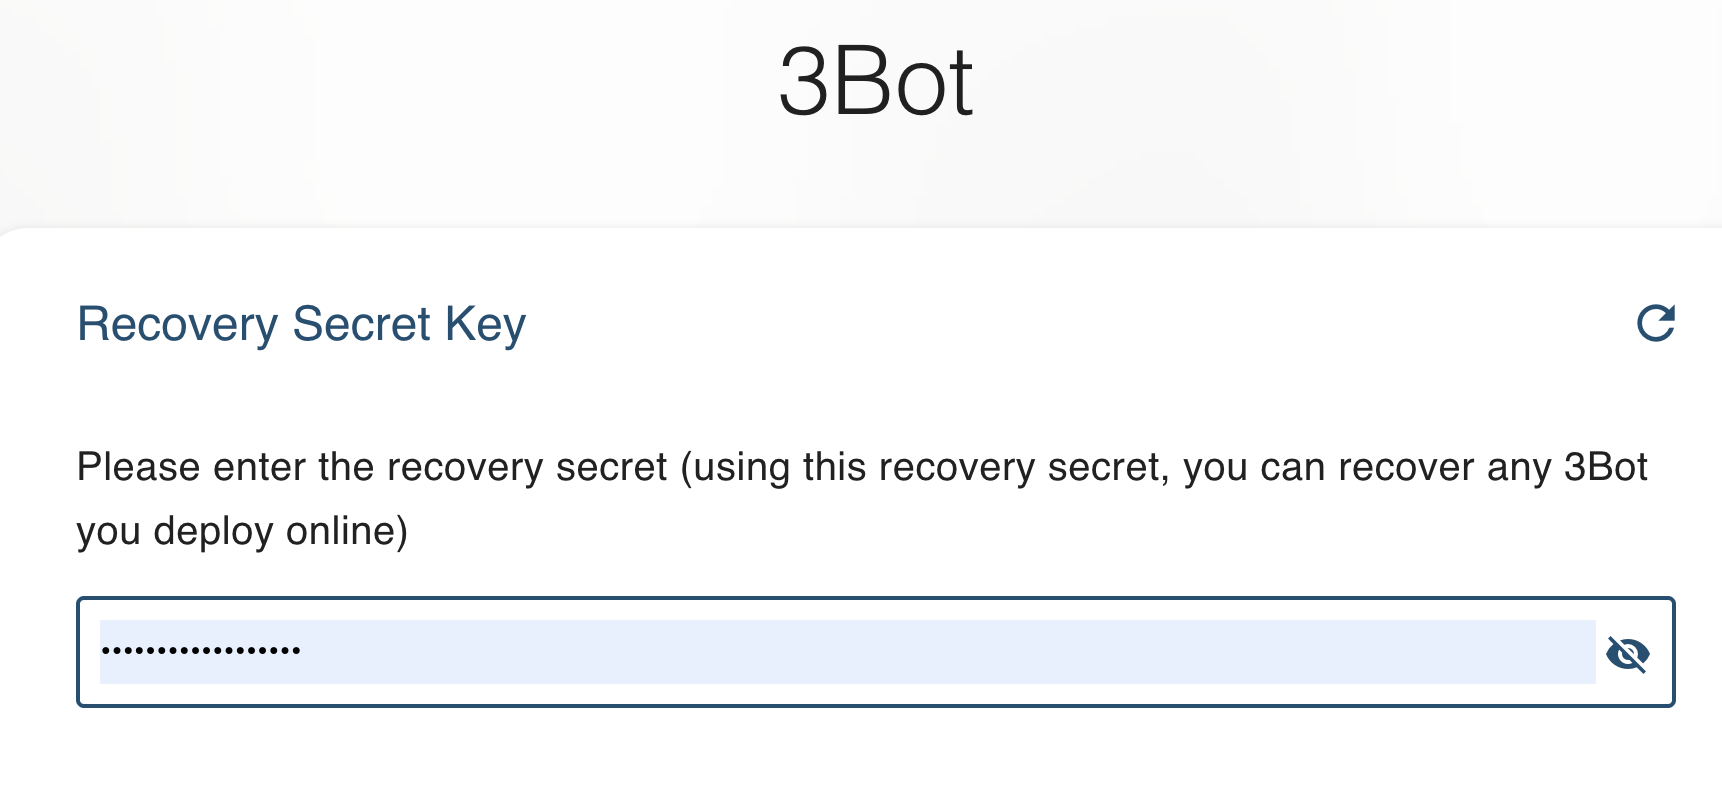 3Bot
Recovery Secret Key
Please enter the recovery secret (using this recovery secret, you can recover any 3Bot
you deploy online)
••••••••••••••••••